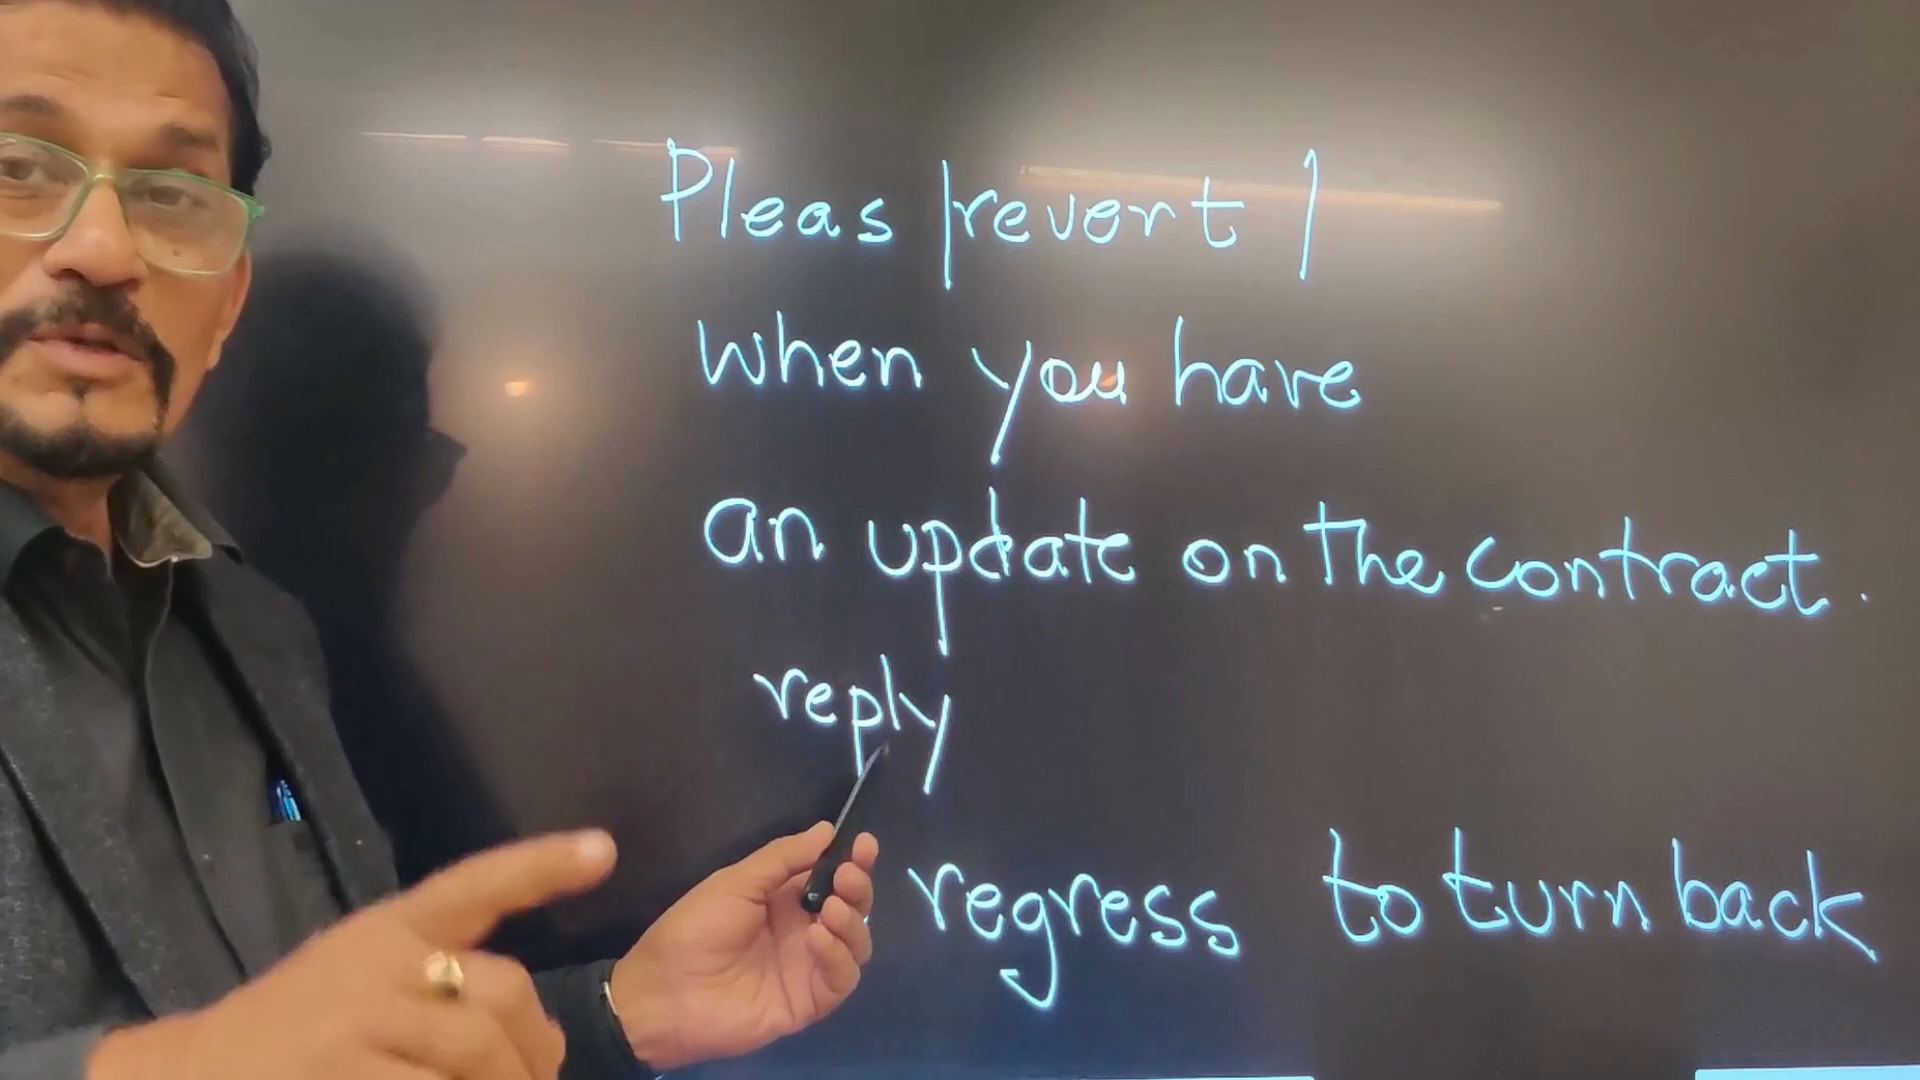 Pleas |revert |
when you have
an update on the contract.
reply
regress to turn back